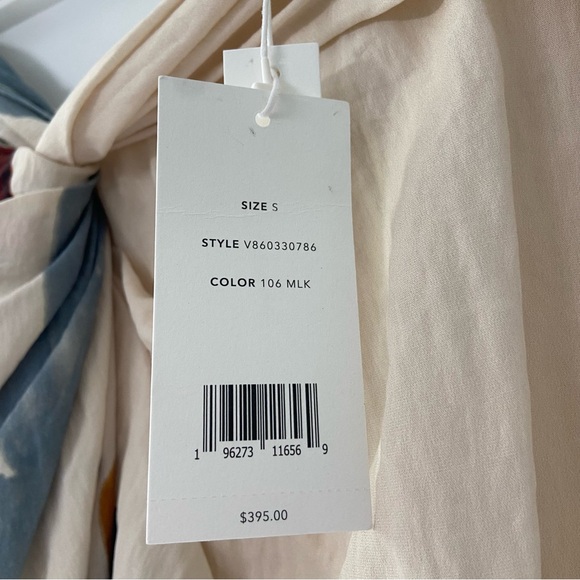 SIZE S
STYLE V860330786
COLOR 106 MLK
1 96273 11656 9
$395.00